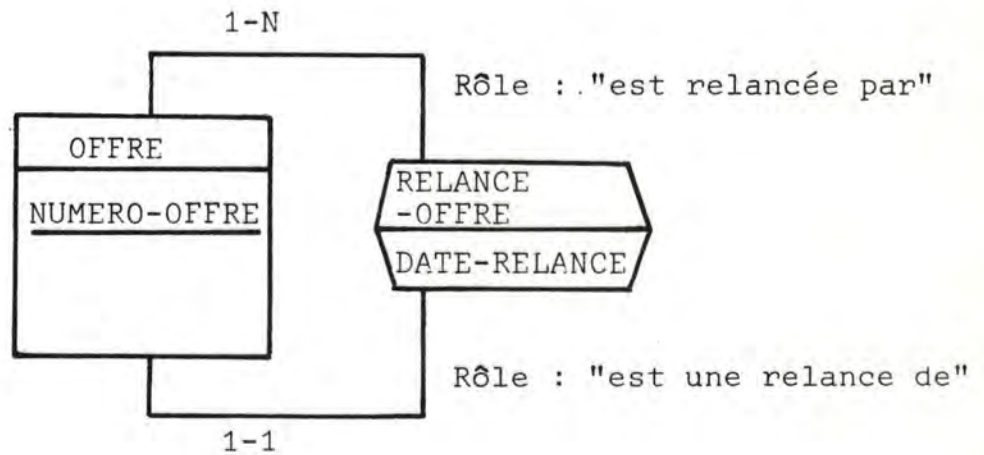 1-N
Rôle : "est relancée par"
OFFRE
NUMERO-OFFRE
RELANCE
-OFFRE
DATE-RELANCE
Rôle : "est une relance de"
1-1